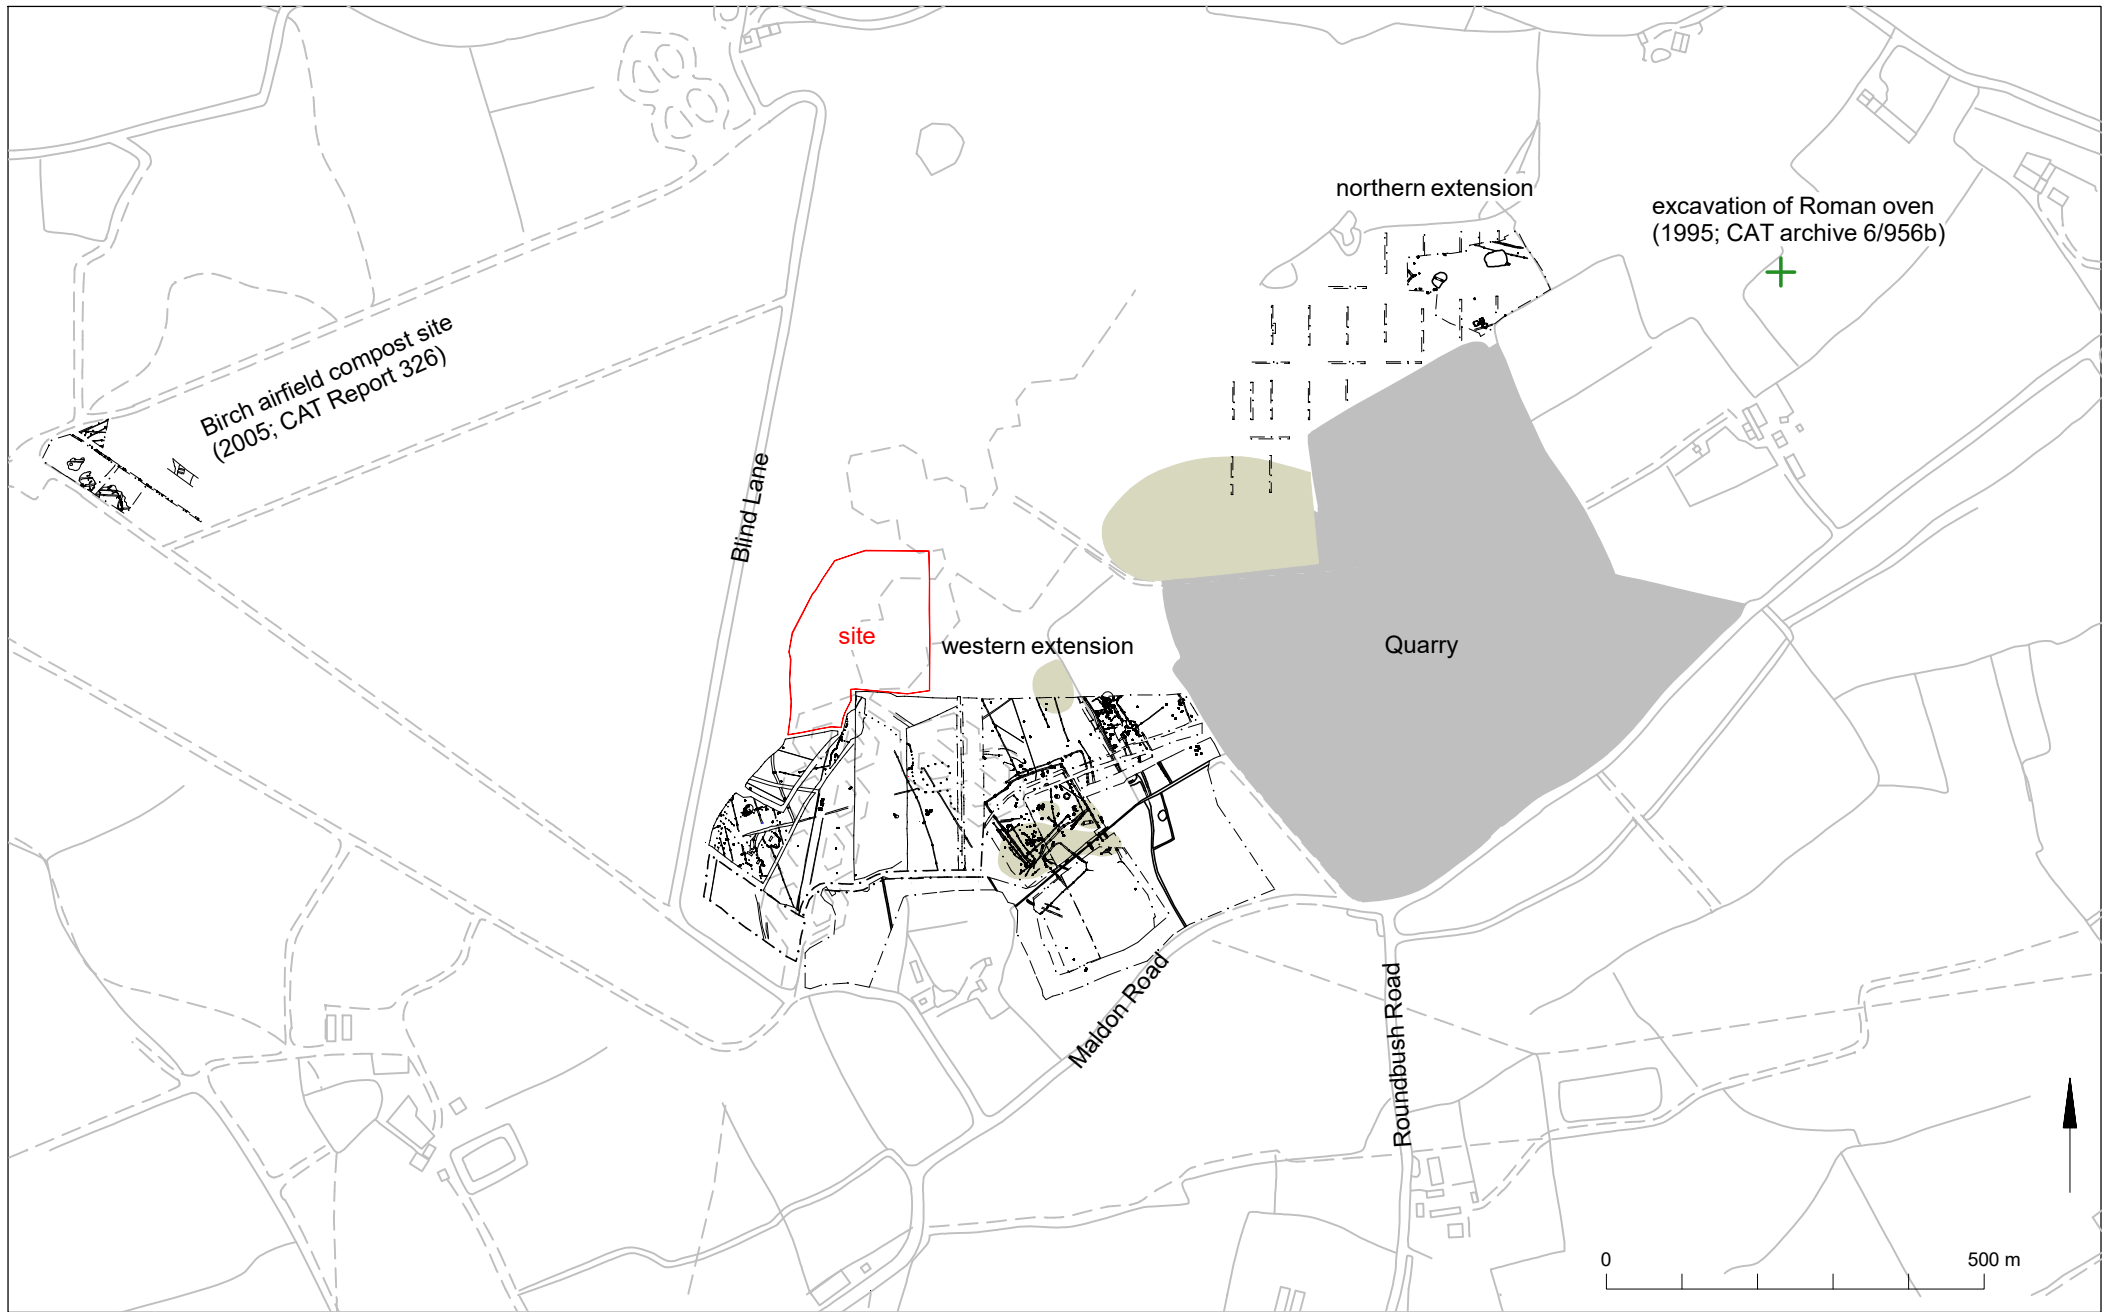 northern extension
excavation of Roman oven
(1995; CAT archive 6/956b)
Birch airfield compost site
(2005; CAT Report 326)
Blind Lane
site
western extension
Quarry
Maldon Road
Roundbush Road
0
500 m